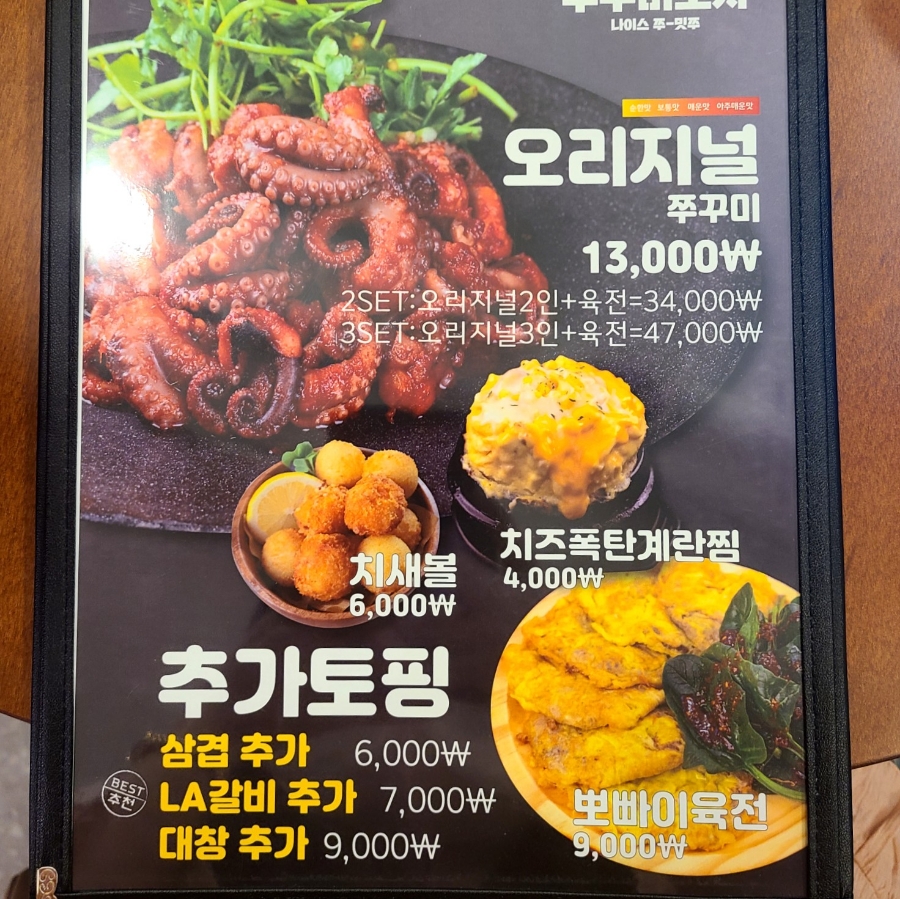 나이스 쭈-밋쭈
순한맛 보통맛 매운맛 아주매운맛
오리지널
쭈꾸미
13,000₩
2SET:오리지널2인+육전=34,000₩
3SET:오리지널3인+육전=47,000₩
치즈폭탄계란찜
4,000₩
치새볼
6,000₩
추가토핑
삼겹 추가 6,000₩
BEST
추천
LA갈비 추가 7,000₩
대창 추가 9,000₩
뽀빠이육전
9,000₩